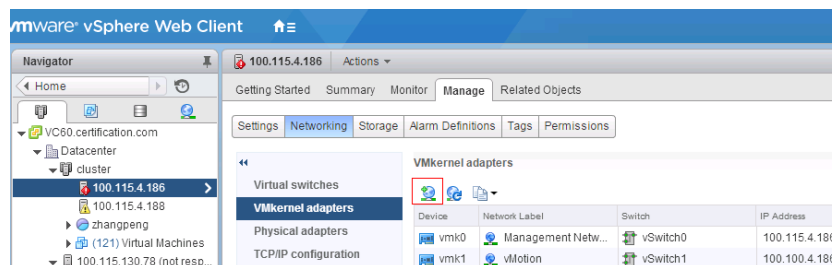 vmware® vSphere Web Client
Navigator
Home
VC60.certification.com
Datacenter
cluster
100.115.4.186
100.115.4.188
zhangpeng
(121) Virtual Machines
100.115.130.78 (not resp...
100.115.4.186 Actions
Getting Started Summary Monitor Manage Related Objects
Settings Networking Storage Alarm Definitions Tags Permissions
Virtual switches
VMkernel adapters
Physical adapters
TCP/IP configuration
VMkernel adapters
Device Network Label Switch IP Address
vmk0 Management Netw... vSwitch0 100.115.4.186
vmk1 vMotion vSwitch1 100.100.4.186